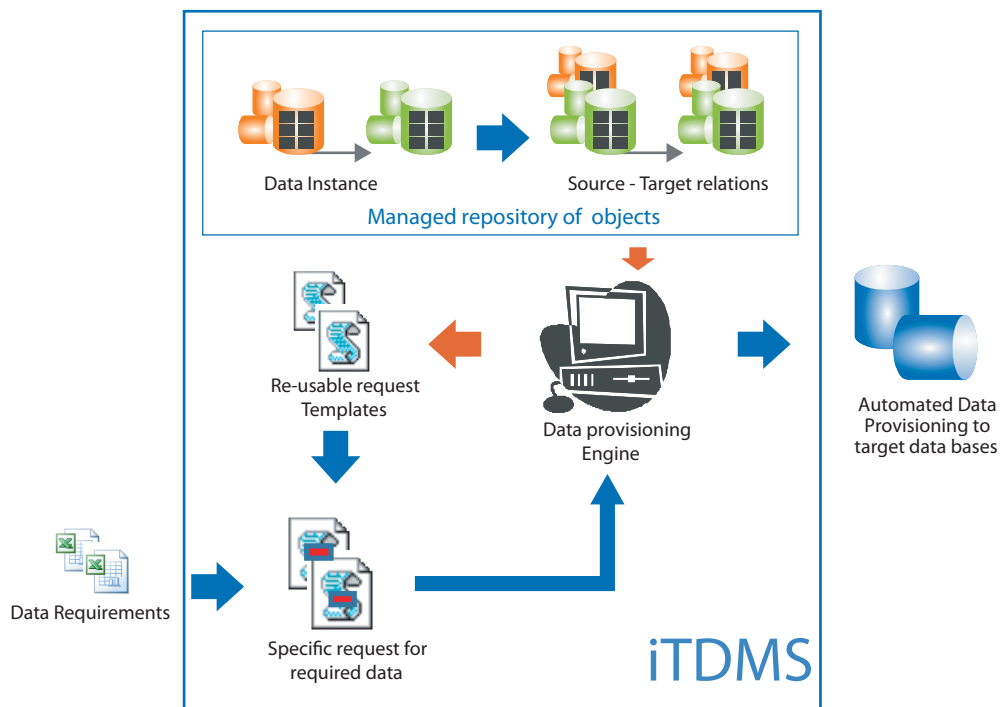 Data Instance
Source - Target relations
Managed repository of objects
Re-usable request
Templates
Data provisioning
Engine
Automated Data
Provisioning to
target data bases
Data Requirements
Specific request for
required data
iTDMS